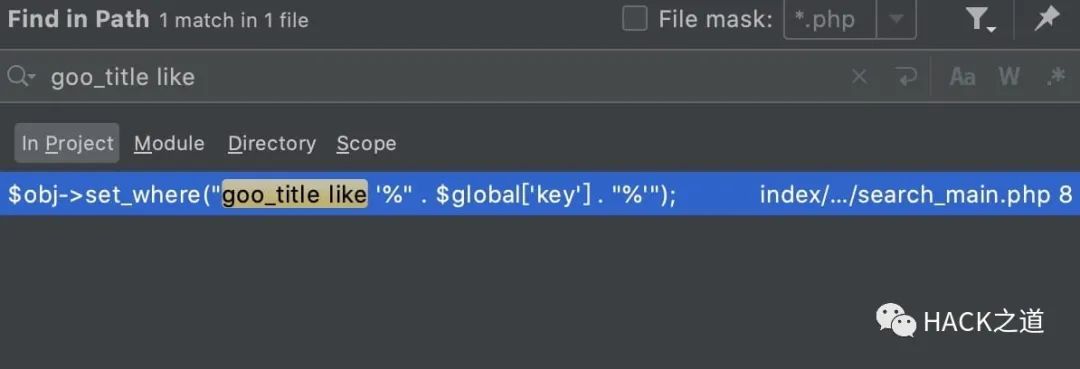 Find in Path 1 match in 1 file File mask: *.php
goo_title like Aa W .*
In Project Module Directory Scope
$obj->set_where("goo_title like '%" . $global['key'] . "%'"); index/.../search_main.php 8
HACK之道